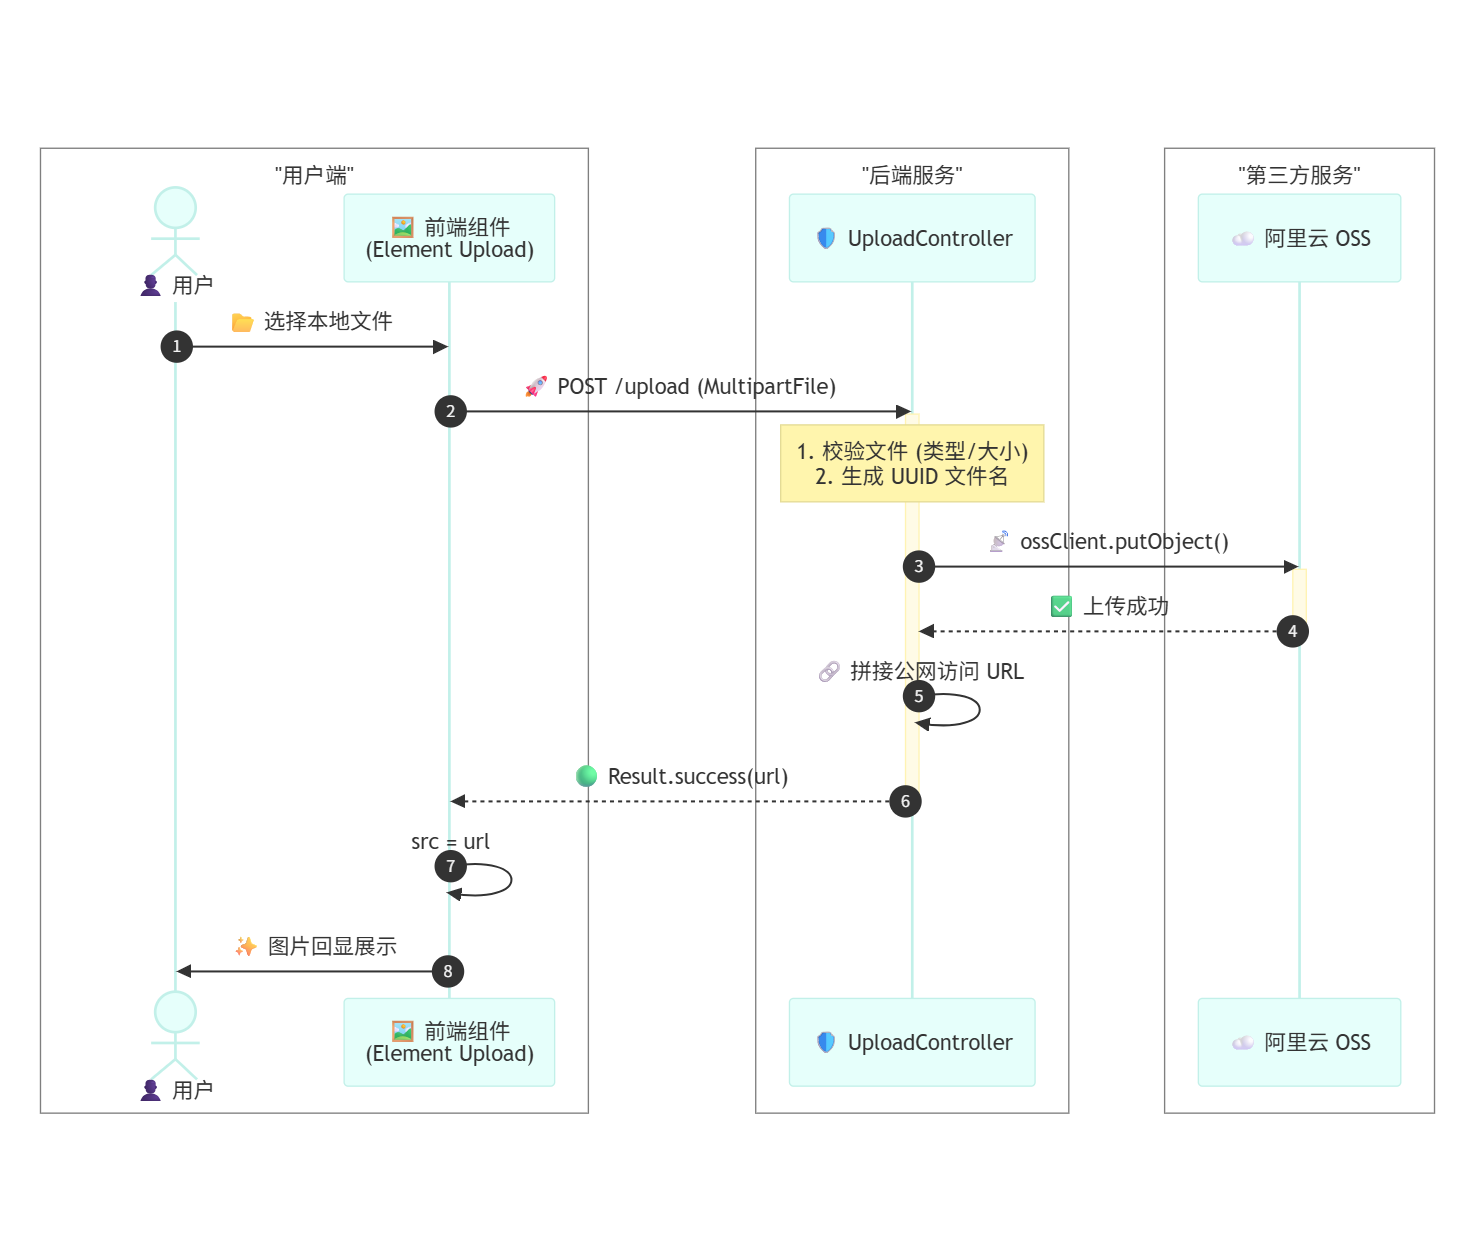 "用户端"
"后端服务"
"第三方服务"
👤 用户
🖼️ 前端组件
(Element Upload)
🛡️ UploadController
☁️ 阿里云 OSS
📂 选择本地文件
1
🚀 POST /upload (MultipartFile)
2
1. 校验文件 (类型/大小)
2. 生成 UUID 文件名
📡 ossClient.putObject()
3
✅ 上传成功
4
🔗 拼接公网访问 URL
5
🟢 Result.success(url)
6
src = url
7
✨ 图片回显展示
8
👤 用户
🖼️ 前端组件
(Element Upload)
🛡️ UploadController
☁️ 阿里云 OSS